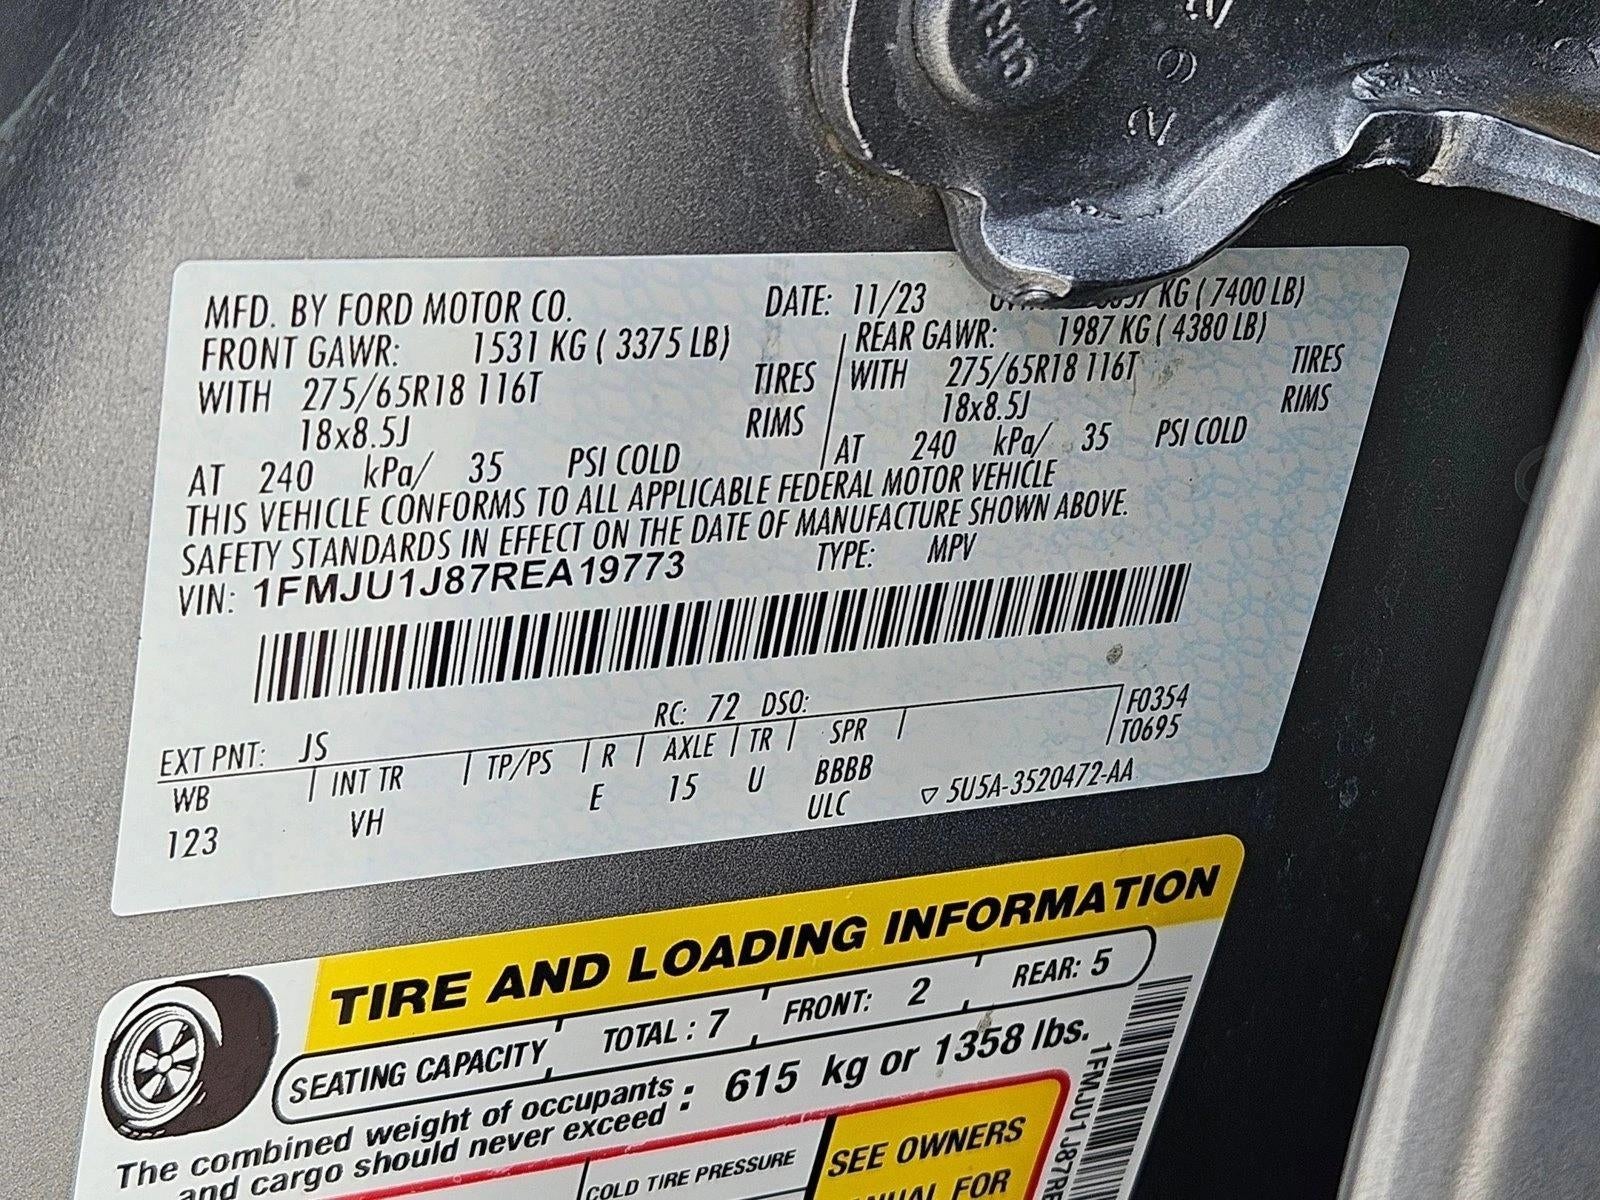 MFD. BY FORD MOTOR CO. DATE: 11/23 KG ( 7400 LB)
FRONT GAWR: 1531 KG ( 3375 LB) REAR GAWR: 1987 KG ( 4380 LB)
WITH 275/65R18 116T TIRES WITH 275/65R18 116T TIRES
18x8.5J RIMS 18x8.5J RIMS
AT 240 kPa/ 35 PSI COLD AT 240 kPa/ 35 PSI COLD
THIS VEHICLE CONFORMS TO ALL APPLICABLE FEDERAL MOTOR VEHICLE
SAFETY STANDARDS IN EFFECT ON THE DATE OF MANUFACTURE SHOWN ABOVE.
VIN: 1FMJU1J87REA19773 TYPE: MPV
EXT PNT: JS RC: 72 DSO: F0354
WB INT TR TP/PS R AXLE TR SPR T0695
123 VH E 15 U BBBB
ULC ▽ 5U5A-3520472-AA
TIRE AND LOADING INFORMATION
SEATING CAPACITY TOTAL : 7 FRONT: 2 REAR: 5
The combined weight of occupants
and cargo should never exceed : 615 kg or 1358 lbs.
COLD TIRE PRESSURE
SEE OWNERS
FOR